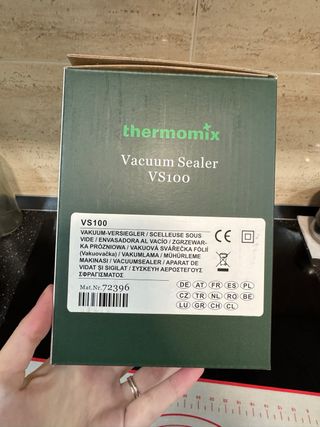 thermomix
Vacuum Sealer
VS100
VS100
VAKUUM-VERSIEGLER / SCELLEUSE SOUS
VIDE / ENVASADORA AL VACÍO / ZGRZEWAR-
KA PRÓŻNIOWA / VAKUOVÁ SVÁŘEČKA FÓLIÍ
(Vakuovačka) / VAKUMLAMA / MÜHÜRLEME
MAKINASI / VACUUMSEALER / APARAT DE
VIDAT ȘI SIGILAT / ΣΥΣΚΕΥΗ ΑΕΡΟΣΤΕΓΟΥΣ
ΣΦΡΑΓΙΣΜΑΤΟΣ
Mat.Nr. 72396
CE
DE AT FR ES PL
CZ TR NL RO BE
LU GR CH CL